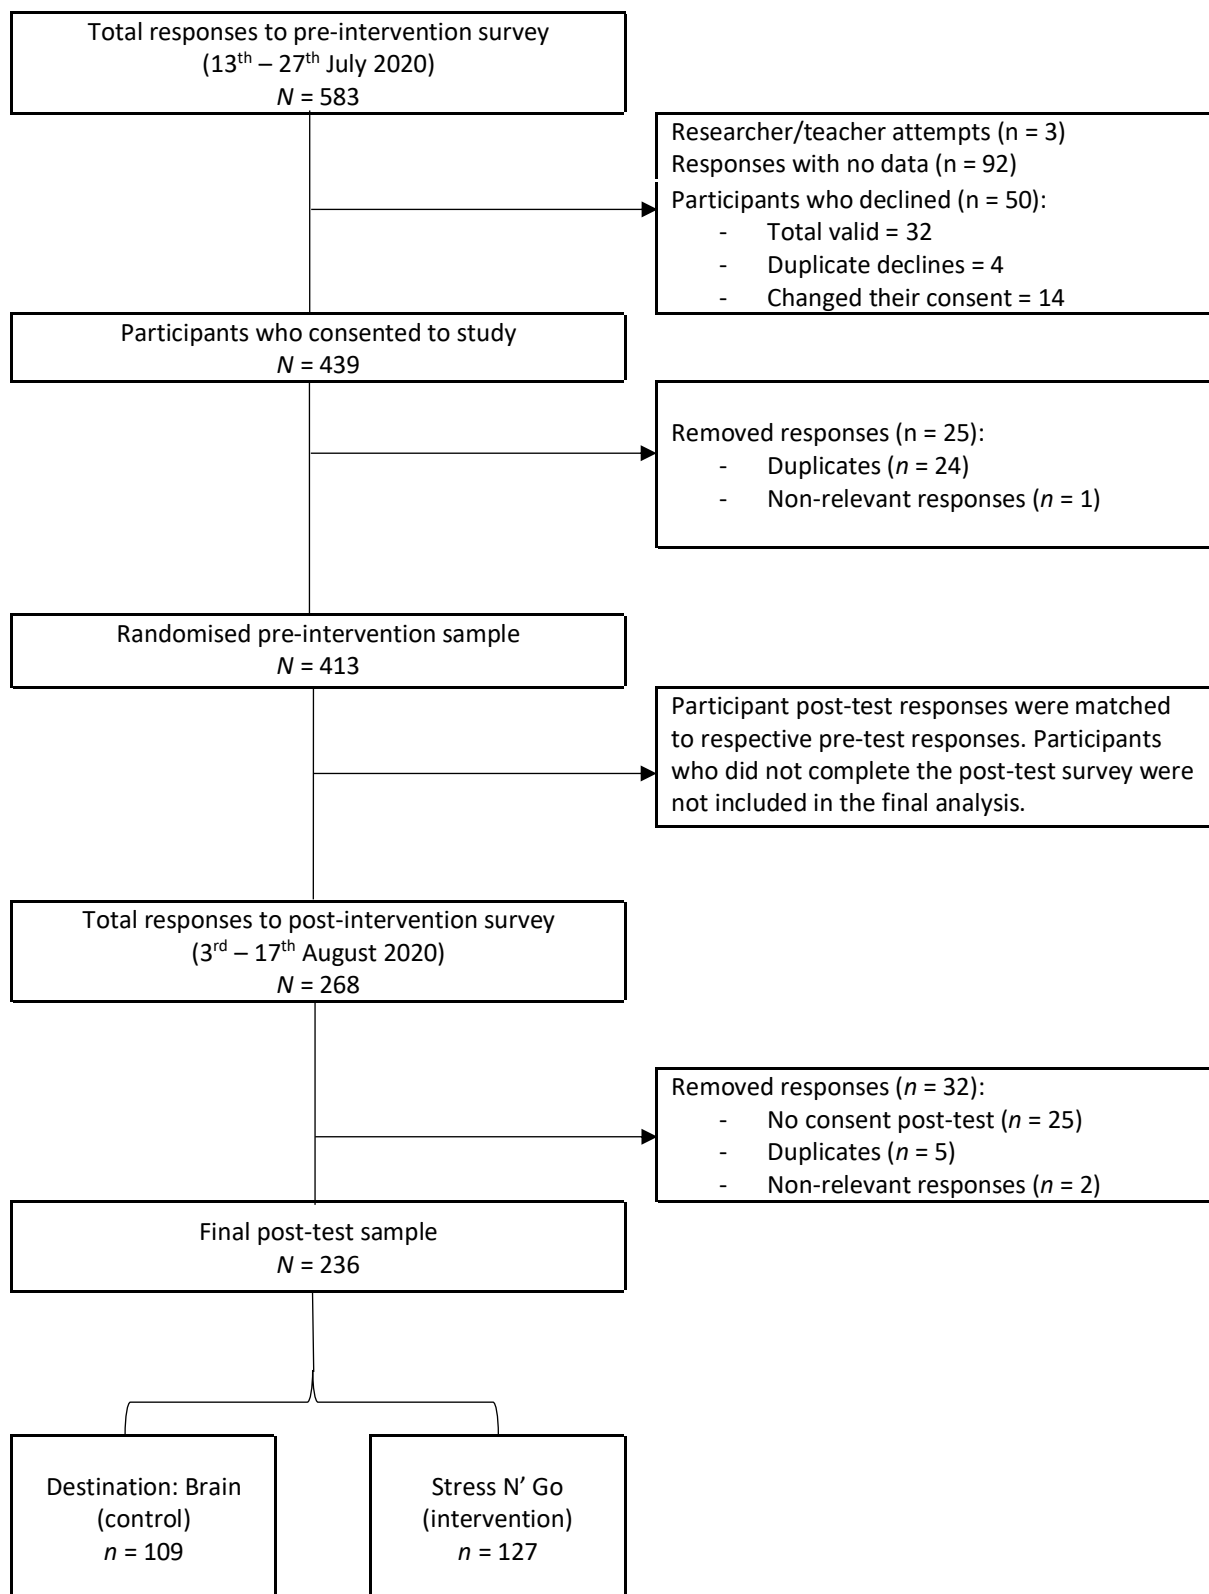 Total responses to pre-intervention survey
(13th – 27th July 2020)
N = 583
Researcher/teacher attempts (n = 3)
Responses with no data (n = 92)
Participants who declined (n = 50):
- Total valid = 32
- Duplicate declines = 4
- Changed their consent = 14
Participants who consented to study
N = 439
Removed responses (n = 25):
- Duplicates (n = 24)
- Non-relevant responses (n = 1)
Randomised pre-intervention sample
N = 413
Participant post-test responses were matched
to respective pre-test responses. Participants
who did not complete the post-test survey were
not included in the final analysis.
Total responses to post-intervention survey
(3rd – 17th August 2020)
N = 268
Removed responses (n = 32):
- No consent post-test (n = 25)
- Duplicates (n = 5)
- Non-relevant responses (n = 2)
Final post-test sample
N = 236
Destination: Brain
(control)
n = 109
Stress N’ Go
(intervention)
n = 127